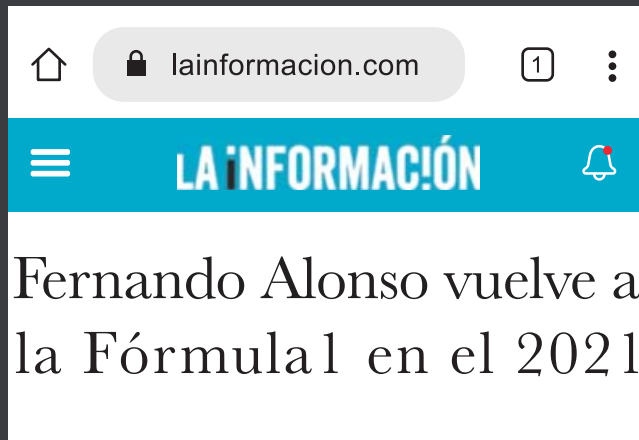 lainformacion.com
1
LA iNFORMAC!ÓN
Fernando Alonso vuelve a
la Fórmula1 en el 2021